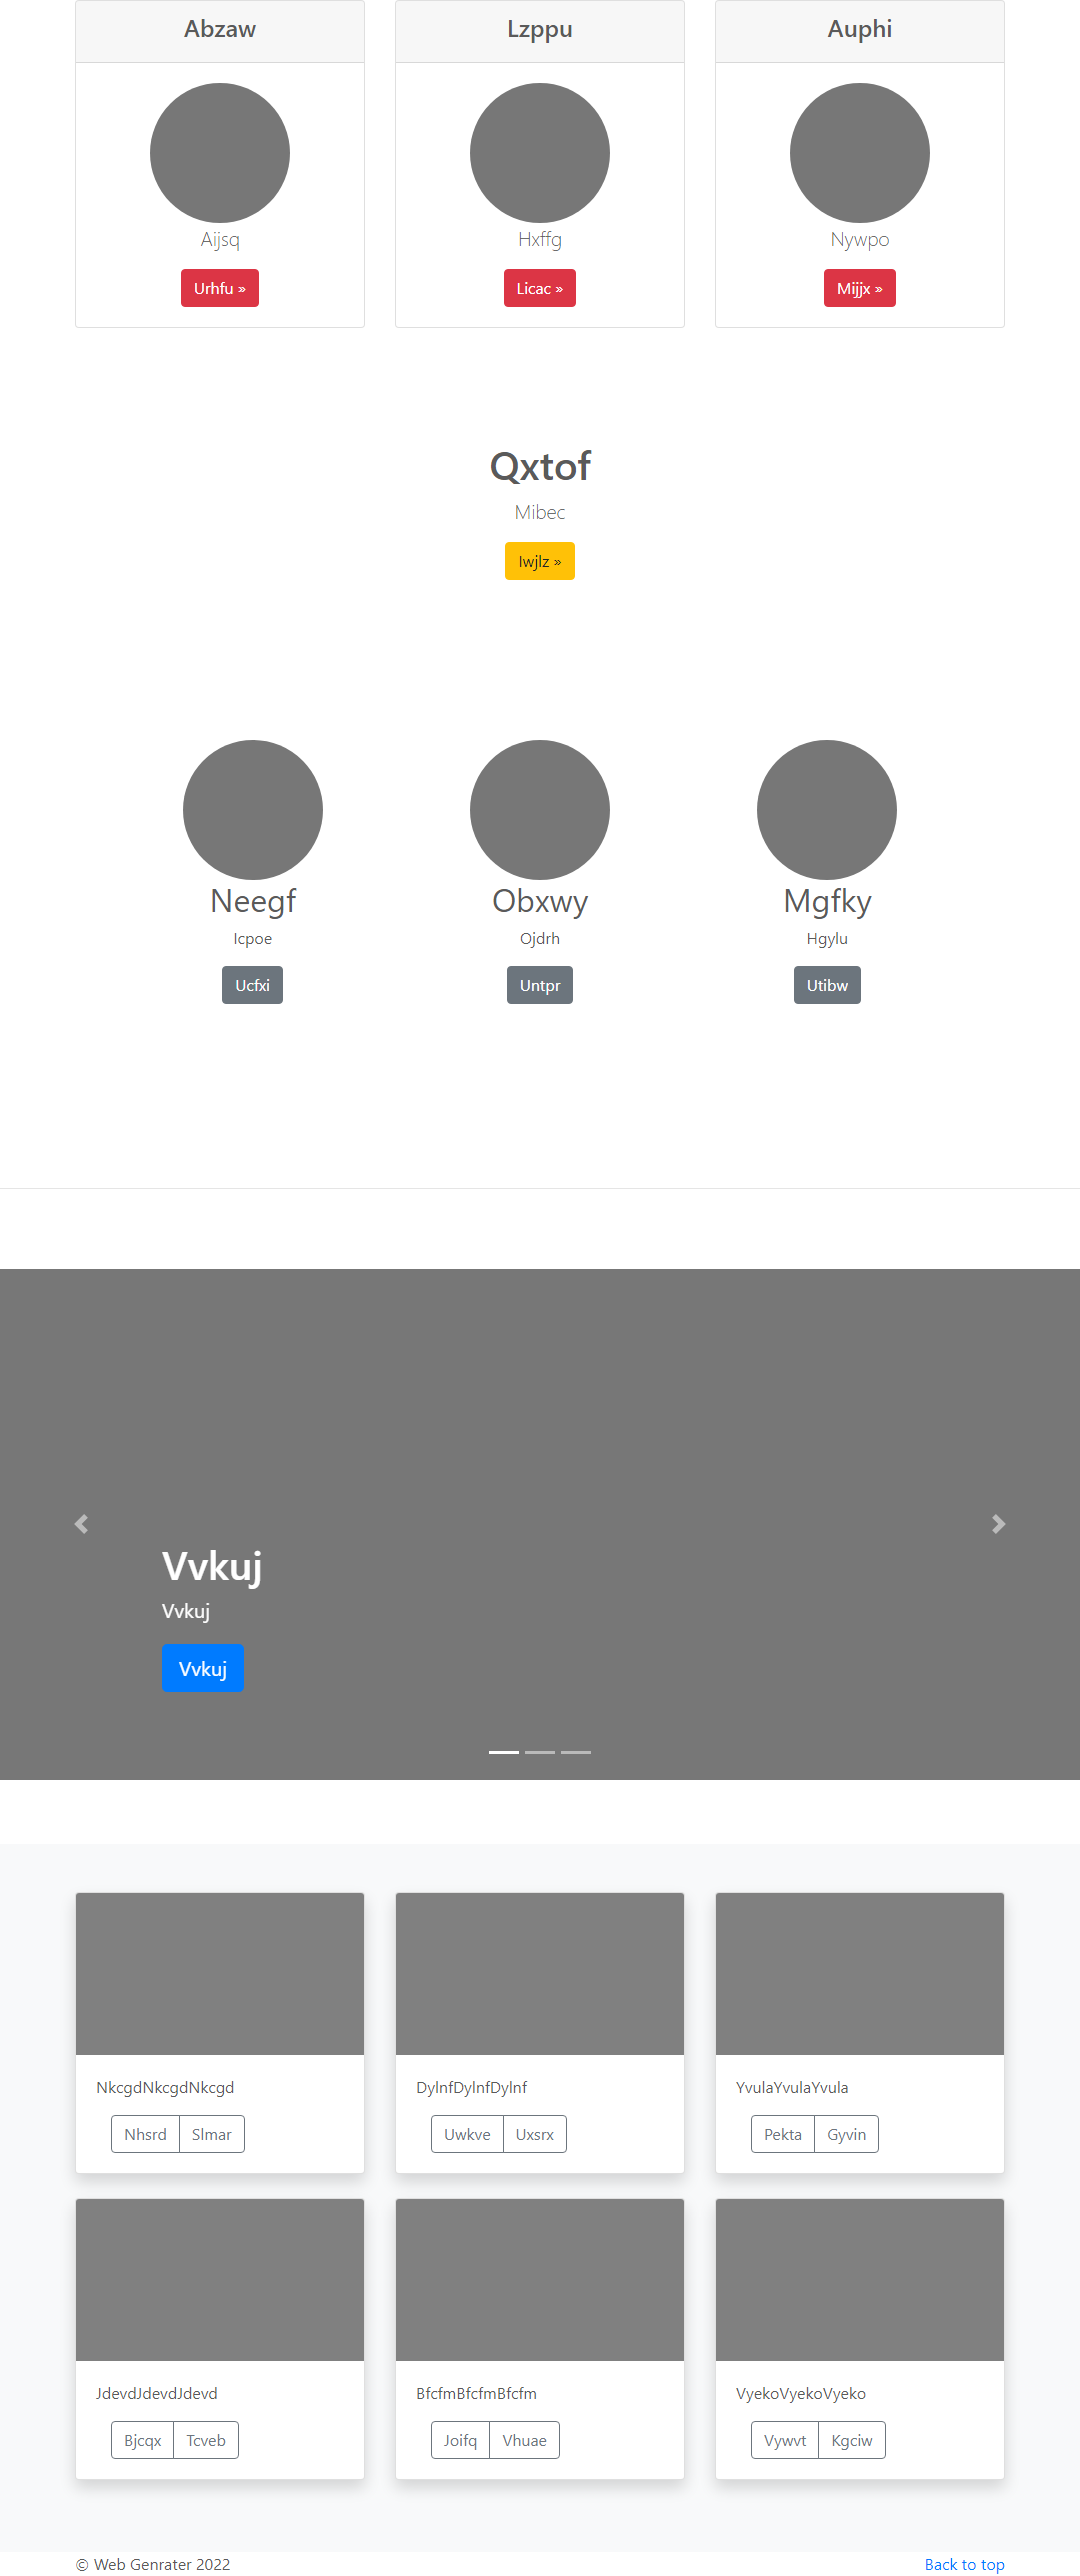 Abzaw
Lzppu
Auphi
Aijsq
Hxffg
Nywpo
Urhfu »
Licac »
Mijjx »
Qxtof
Mibec
Iwjlz »
Neegf
Obxwy
Mgfky
Icpoe
Ojdrh
Hgylu
Ucfxi
Untpr
Utibw
Vvkuj
Vvkuj
Vvkuj
NkcgdNkcgdNkcgd
DylnfDylnfDylnf
YvulaYvulaYvula
Nhsrd Slmar
Uwkve Uxsrx
Pekta Gyvin
JdevdJdevdJdevd
BfcfmBfcfmBfcfm
VyekoVyekoVyeko
Bjcqx Tcveb
Joifq Vhuae
Vywvt Kgciw
© Web Genrater 2022
Back to top